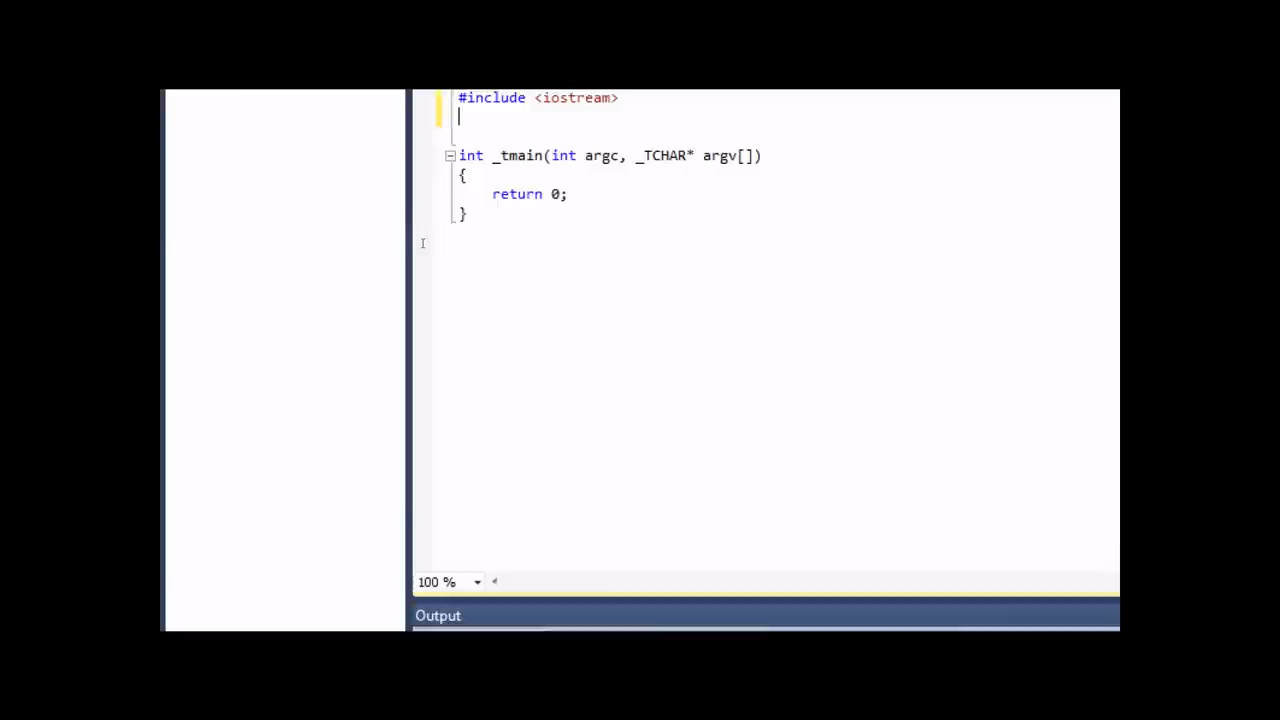 #include <iostream>
int _tmain(int argc, _TCHAR* argv[])
{
return 0;
}
100 %
Output